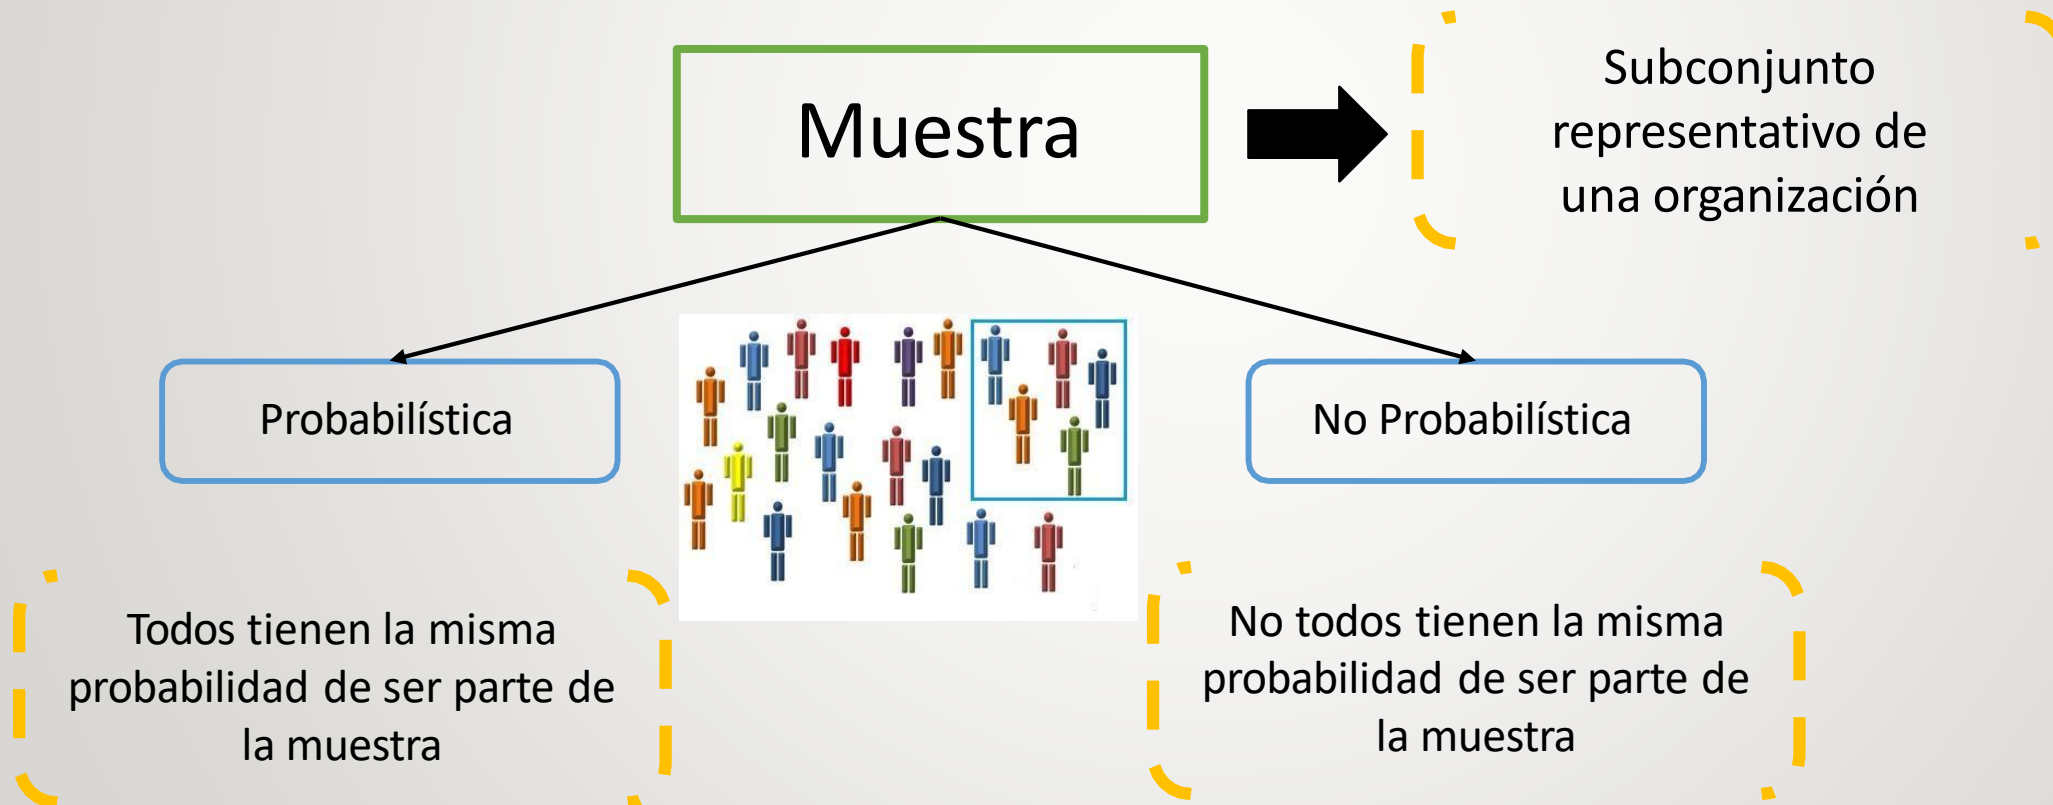 Muestra
Subconjunto
representativo de
una organización
Probabilística
No Probabilística
Todos tienen la misma
probabilidad de ser parte de
la muestra
No todos tienen la misma
probabilidad de ser parte de
la muestra